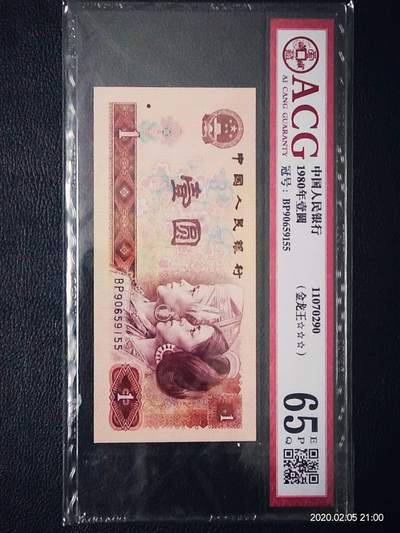 ACG
AI CANG GUARANTY
中国人民银行
1980年壹圆
冠号: BP90659155
11070290
(金龙王☆☆☆)
65
E
P
Q
1
中国人民银行
壹圆
BP90659155
1
1
2020.02.05 21:00